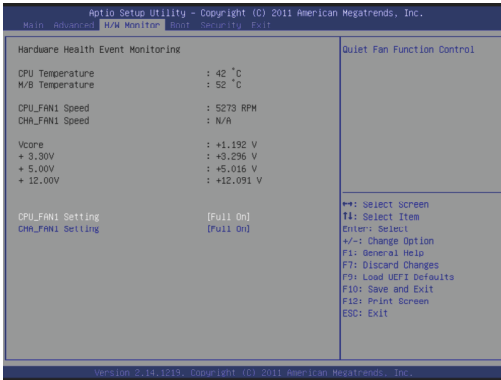 Aptio Setup Utility – Copyright (C) 2011 American Megatrends, Inc.
Main Advanced H/W Monitor Boot Security Exit
Hardware Health Event Monitoring
CPU Temperature : 42 °C
M/B Temperature : 52 °C
CPU_FAN1 Speed : 5273 RPM
CHA_FAN1 Speed : N/A
Vcore : +1.192 V
+ 3.30V : +3.296 V
+ 5.00V : +5.016 V
+ 12.00V : +12.091 V
CPU_FAN1 Setting [Full On]
CHA_FAN1 Setting [Full On]
Quiet Fan Function Control
↔: Select Screen
↑↓: Select Item
Enter: Select
+/-: Change Option
F1: General Help
F7: Discard Changes
F9: Load UEFI Defaults
F10: Save and Exit
F12: Print Screen
ESC: Exit
Version 2.14.1219. Copyright (C) 2011 American Megatrends, Inc.